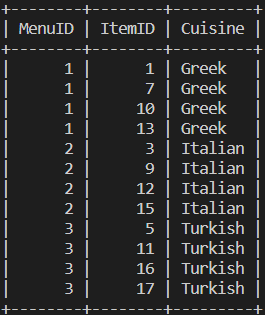 +--------+--------+---------+
| MenuID | ItemID | Cuisine |
+--------+--------+---------+
|      1 |      1 | Greek   |
|      1 |      7 | Greek   |
|      1 |     10 | Greek   |
|      1 |     13 | Greek   |
|      2 |      3 | Italian |
|      2 |      9 | Italian |
|      2 |     12 | Italian |
|      2 |     15 | Italian |
|      3 |      5 | Turkish |
|      3 |     11 | Turkish |
|      3 |     16 | Turkish |
|      3 |     17 | Turkish |
+--------+--------+---------+